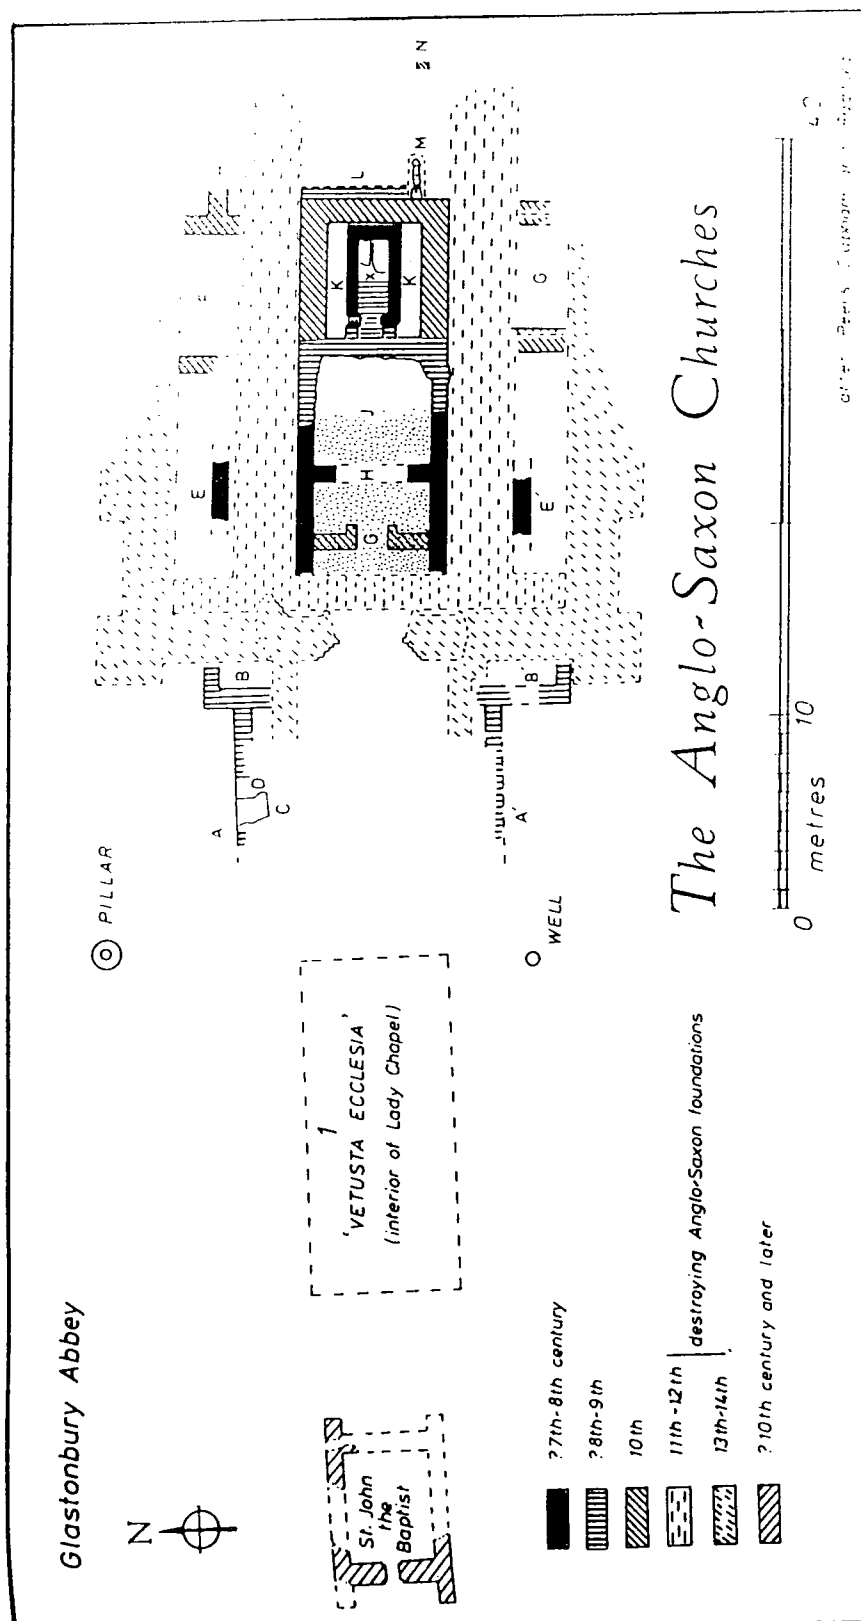 Glastonbury Abbey
N
St. John
the
Baptist
1
'VETUSTA ECCLESIA'
(interior of Lady Chapel)
PILLAR
WELL
A
D
C
B
A'
B
E
E'
G
H
J
K
X
K
L
M
F
G
N
?7th-8th century
?8th-9th
10th
11th-12th
13th-14th
destroying Anglo-Saxon foundations
?10th century and later
The Anglo-Saxon Churches
0
10
metres
after Peers